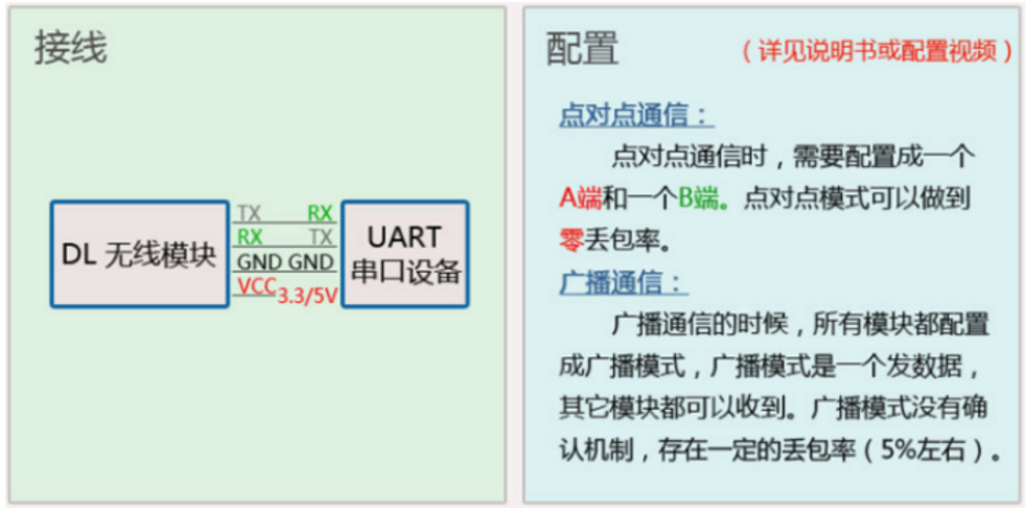 接线
DL 无线模块
TX RX
RX TX
GND GND
VCC 3.3/5V
UART
串口设备
配置
（详见说明书或配置视频）
点对点通信：
点对点通信时，需要配置成一个
A端和一个B端。点对点模式可以做到
零丢包率。
广播通信：
广播通信的时候，所有模块都配置
成广播模式，广播模式是一个发数据，
其它模块都可以收到。广播模式没有确
认机制，存在一定的丢包率（5%左右）。